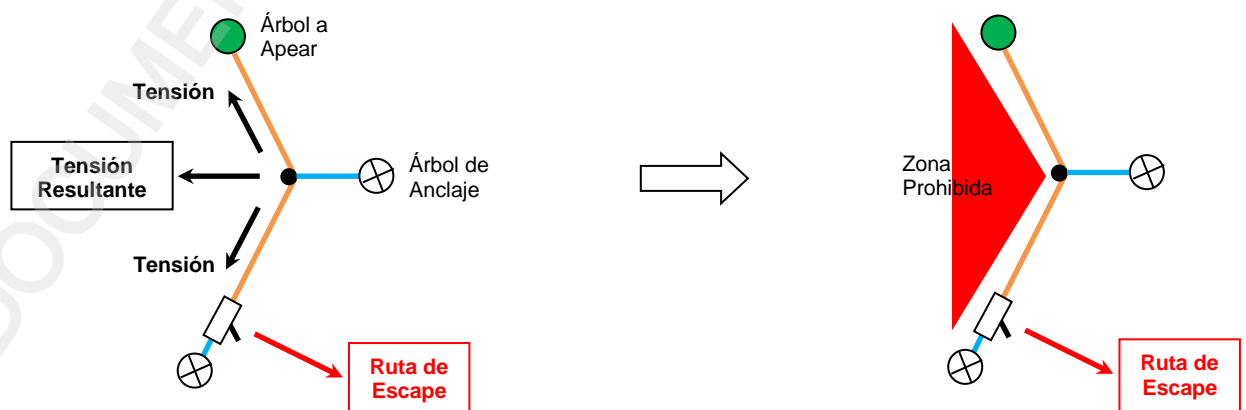 Árbol a
Apear
Tensión
Tensión
Resultante
Árbol de
Anclaje
Tensión
Ruta de
Escape
Zona
Prohibida
Ruta de
Escape